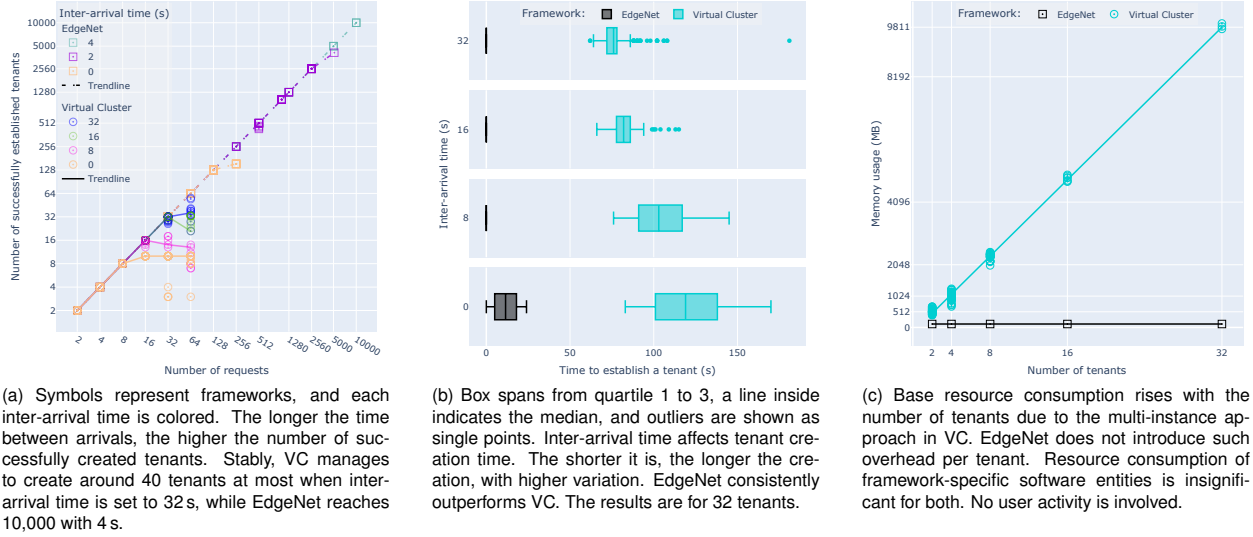 Inter-arrival time (s)
EdgeNet
4
2
0
Trendline
Virtual Cluster
32
16
8
0
Trendline
Number of successfully established tenants
10000
5000
2560
1280
512
256
128
64
32
16
8
4
2
2
4
8
16
32
64
128
256
512
1280
2560
5000
10000
Number of requests
Framework: EdgeNet Virtual Cluster
Inter-arrival time (s)
32
16
8
0
0 50 100 150
Time to establish a tenant (s)
Framework: EdgeNet Virtual Cluster
Memory usage (MB)
9811
8192
4096
2048
1024
512
0
2 4 8 16 32
Number of tenants
(a) Symbols represent frameworks, and each
inter-arrival time is colored. The longer the time
between arrivals, the higher the number of suc-
cessfully created tenants. Stably, VC manages
to create around 40 tenants at most when inter-
arrival time is set to 32 s, while EdgeNet reaches
10,000 with 4 s.
(b) Box spans from quartile 1 to 3, a line inside
indicates the median, and outliers are shown as
single points. Inter-arrival time affects tenant cre-
ation time. The shorter it is, the longer the cre-
ation, with higher variation. EdgeNet consistently
outperforms VC. The results are for 32 tenants.
(c) Base resource consumption rises with the
number of tenants due to the multi-instance ap-
proach in VC. EdgeNet does not introduce such
overhead per tenant. Resource consumption of
framework-specific software entities is insignifi-
cant for both. No user activity is involved.